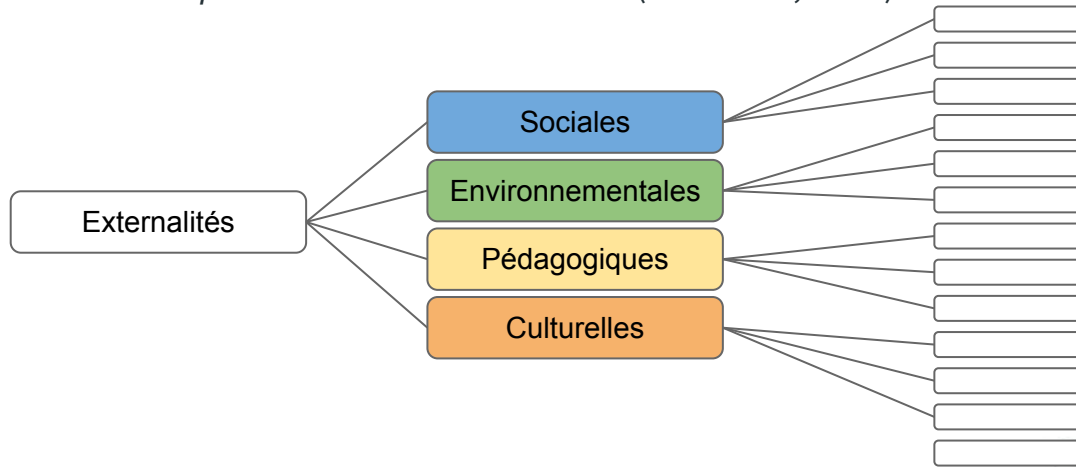 Externalités
Sociales
Environnementales
Pédagogiques
Culturelles